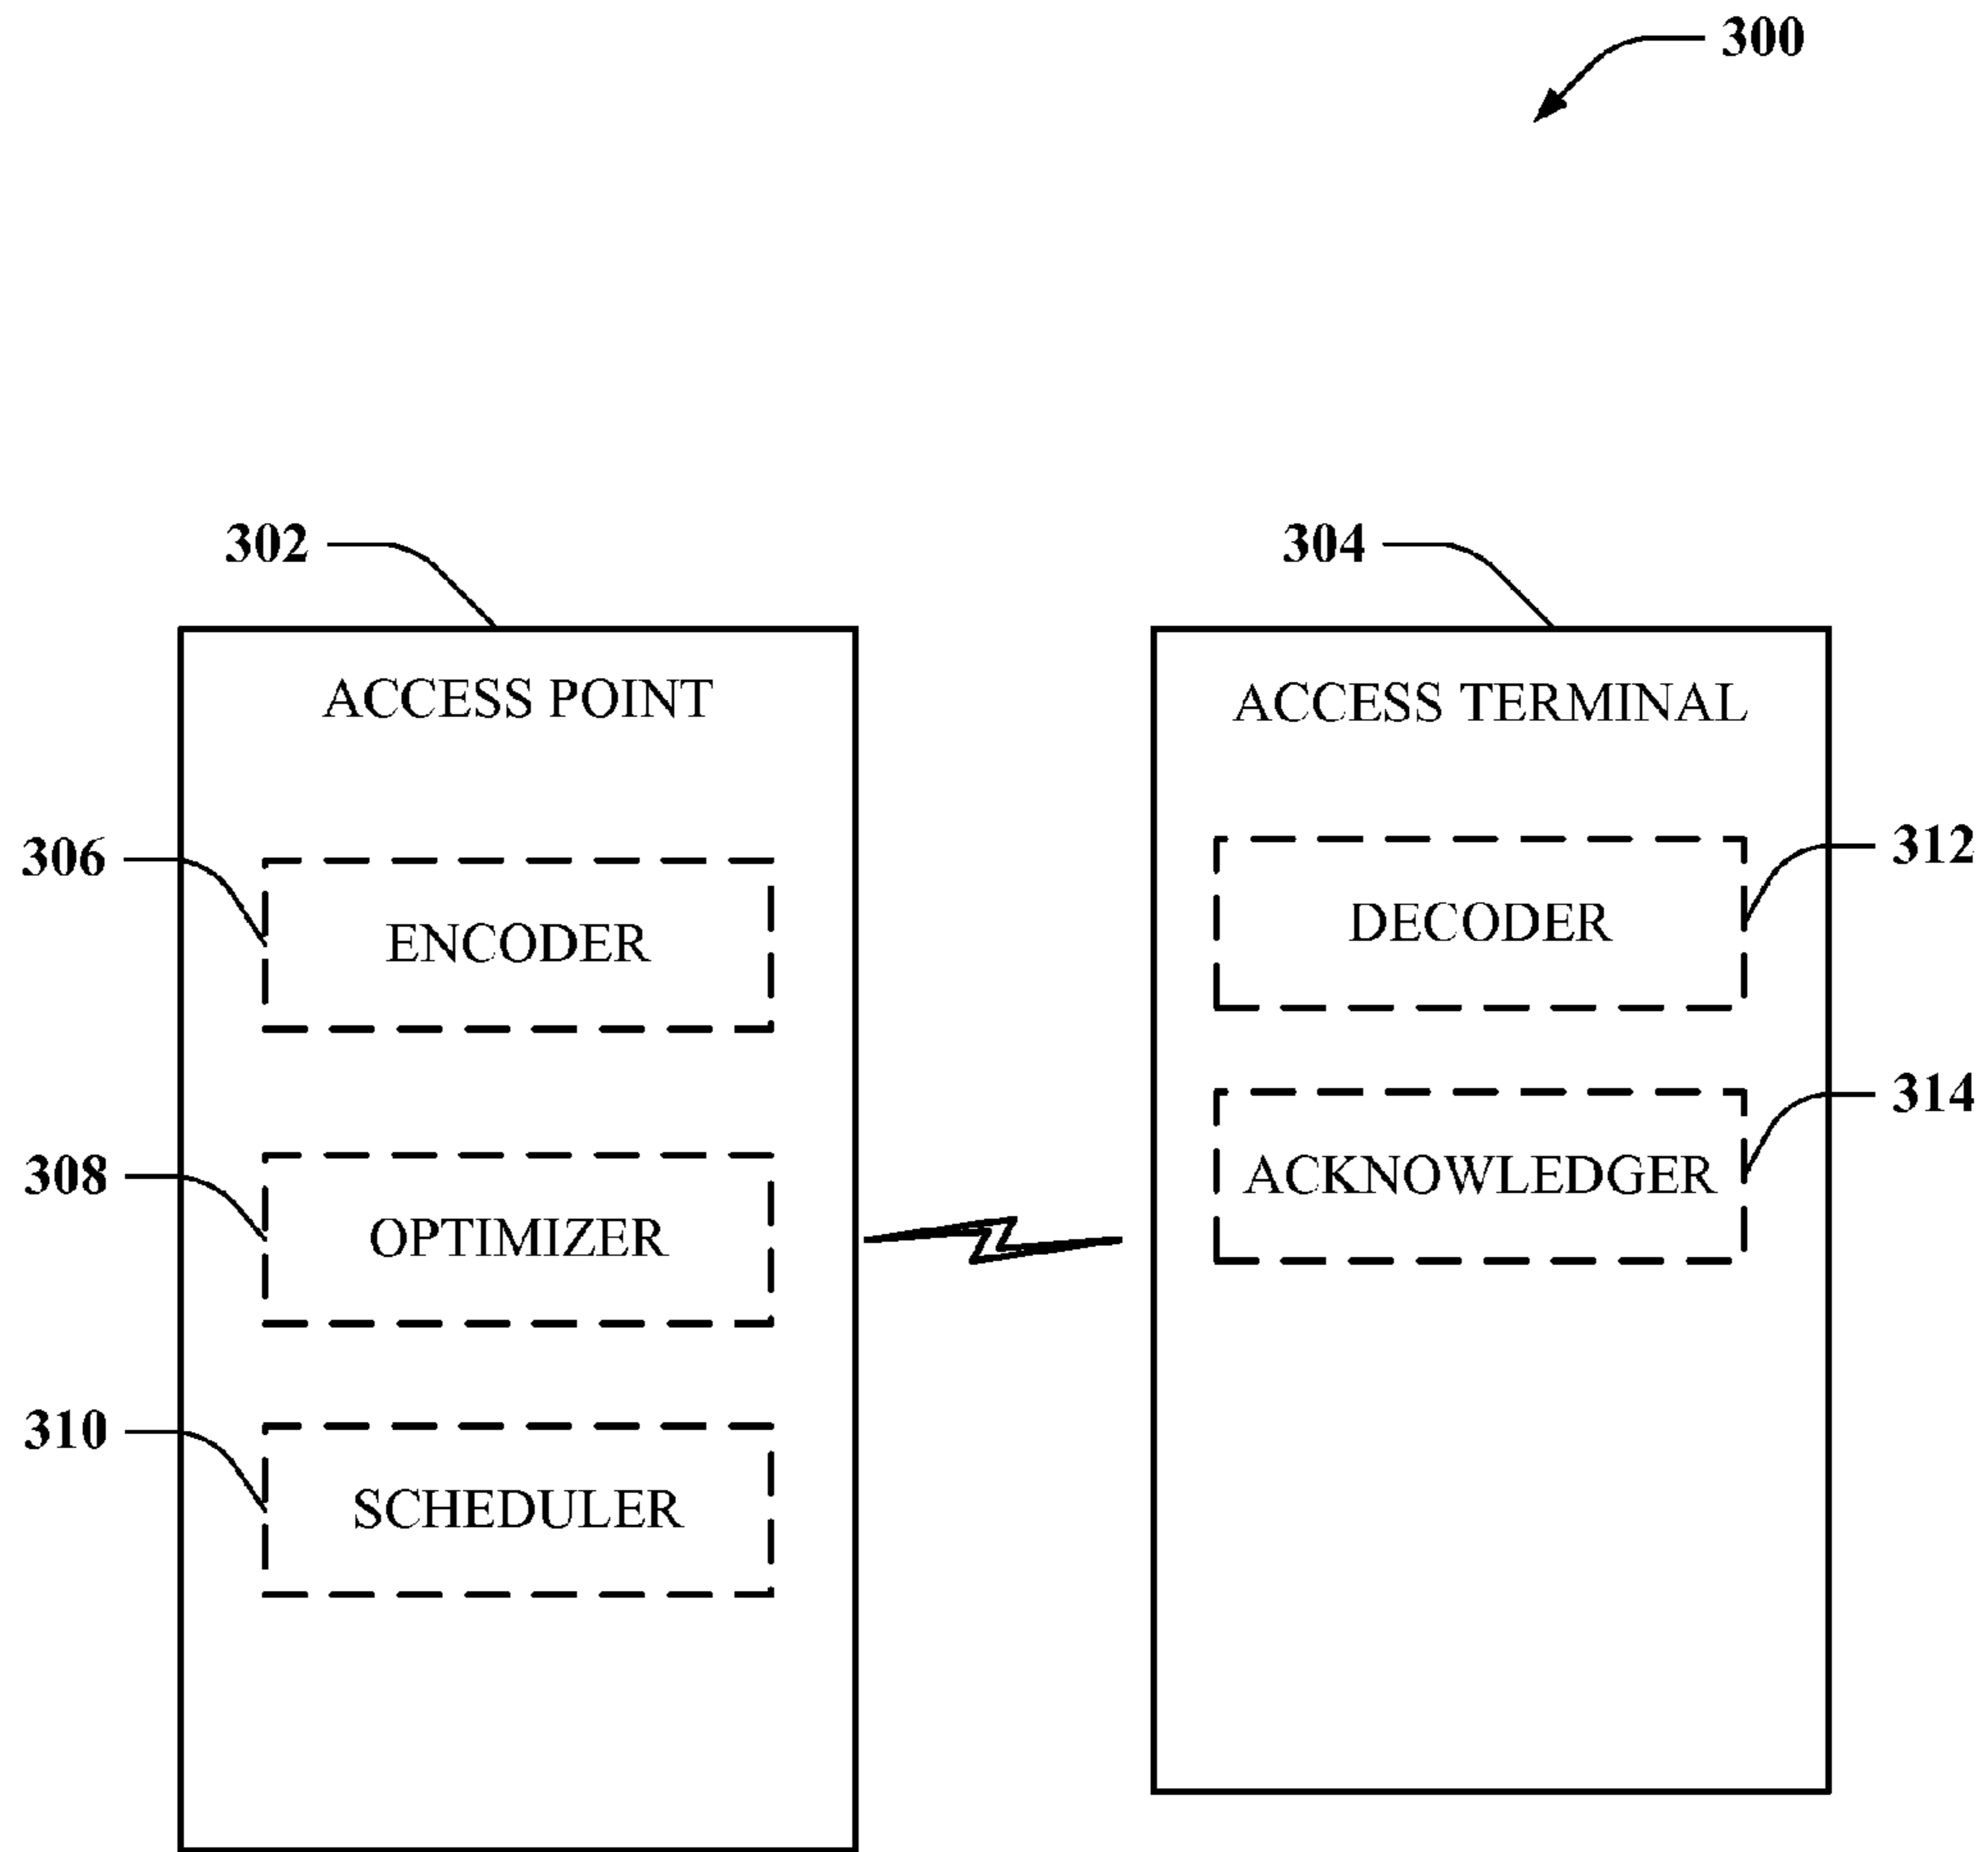 300
302
304
ACCESS POINT
ACCESS TERMINAL
306
ENCODER
312
DECODER
308
OPTIMIZER
314
ACKNOWLEDGER
310
SCHEDULER